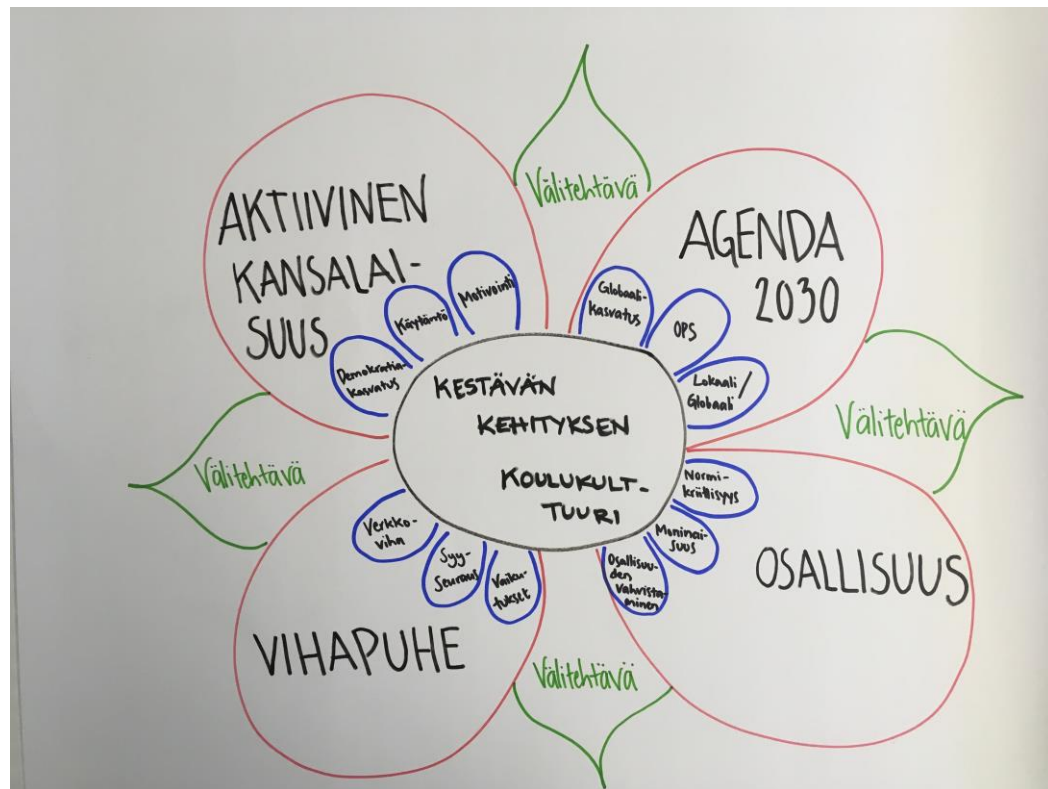 Välitehtävä
AKTIIVINEN
KANSALAI-
SUUS
Motivointi
Käytäntö
Demokratia-
kasvatus
AGENDA
2030
Globaali-
kasvatus
OPS
Lokaali/
Globaali
Välitehtävä
KESTÄVÄN
KEHITYKSEN
KOULUKULT-
TUURI
Välitehtävä
Verkko-
viha
Syy-
Seuraus
Vaiku-
tukset
VIHAPUHE
Normi-
kriillisyys
Moninai-
suus
Osallisuu-
den
vahvista-
minen
OSALLISUUS
Välitehtävä